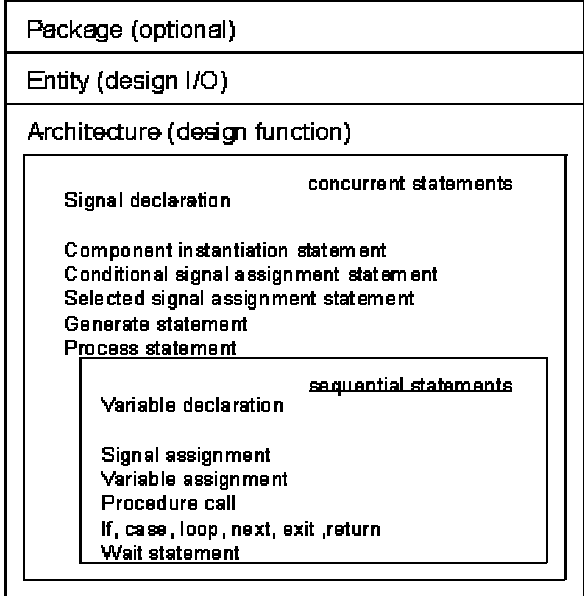 Package (optional)
Entity (design I/O)
Architecture (design function)
concurrent statements
Signal declaration
Component instantiation statement
Conditional signal assignment statement
Selected signal assignment statement
Generate statement
Process statement
sequential statements
Variable declaration
Signal assignment
Variable assignment
Procedure call
If, case, loop, next, exit ,return
Wait statement